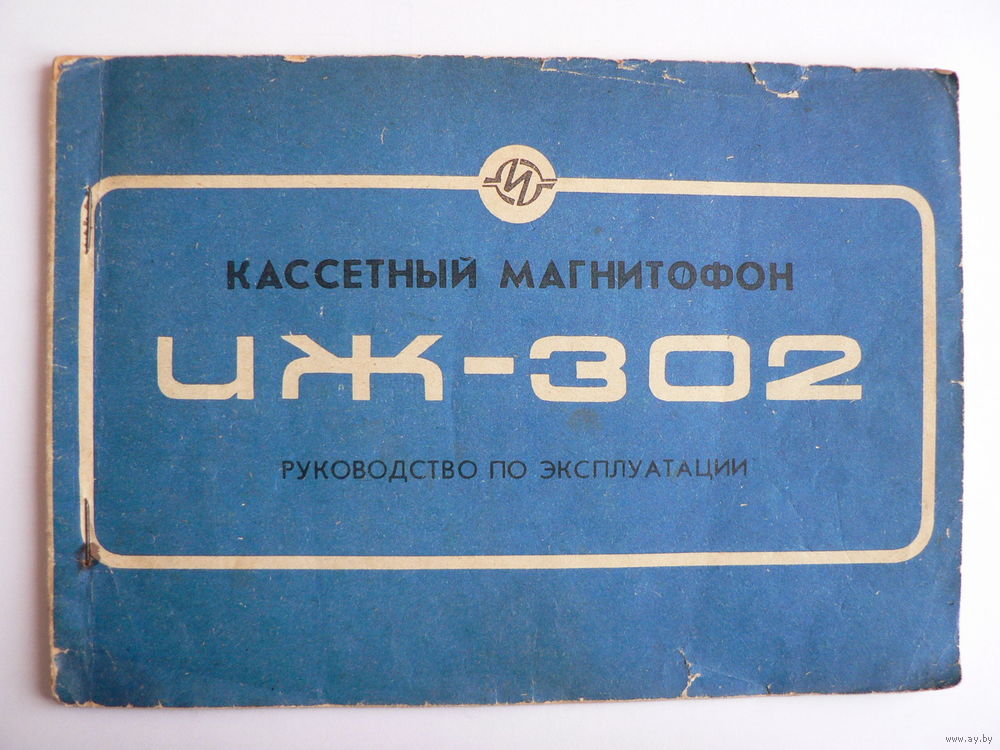 И
КАССЕТНЫЙ МАГНИТОФОН
ИЖ-302
РУКОВОДСТВО ПО ЭКСПЛУАТАЦИИ
www.ay.by